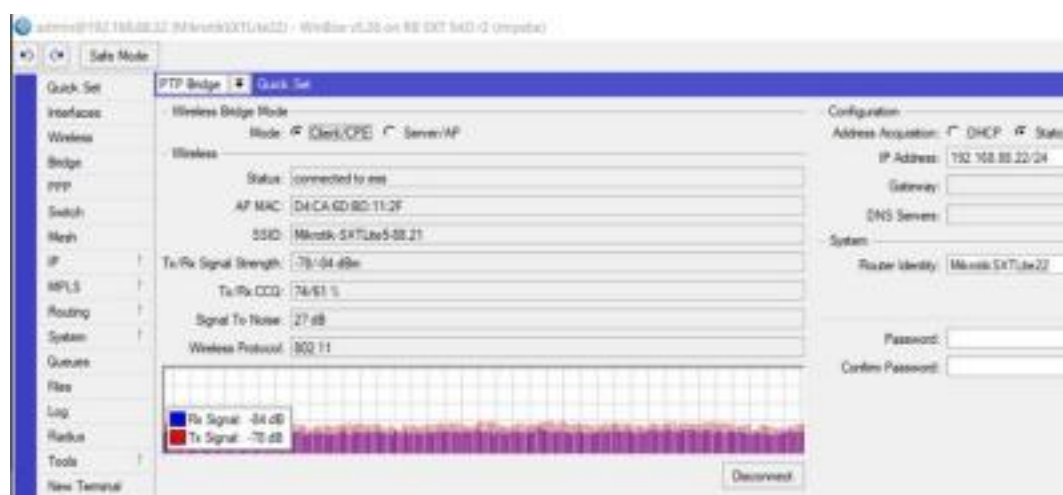 Safe Mode
Quick Set
Interfaces
Wireless
Bridge
PPP
Switch
Mesh
IP
MPLS
Routing
System
Queues
Files
Log
Radius
Tools
New Terminal
PTP Bridge Quick Set
Wireless Bridge Mode
Mode: Client/CPE Server/AP
Wireless
Status: connected to ess
AP MAC: D4:CA:6D:BD:11:2F
SSID: Mikrotik-SXTLite5-88.21
Tx/Rx Signal Strength: -78/-84 dBm
Tx/Rx CCQ: 74/61 %
Signal To Noise: 27 dB
Wireless Protocol: 802.11
Rx Signal: -84 dB
Tx Signal: -78 dB
Disconnect
Configuration
Address Acquisition: DHCP Static
IP Address: 192.168.88.22/24
Gateway:
DNS Servers:
System
Router Identity: MikrotikSXTLite22
Password:
Confirm Password: